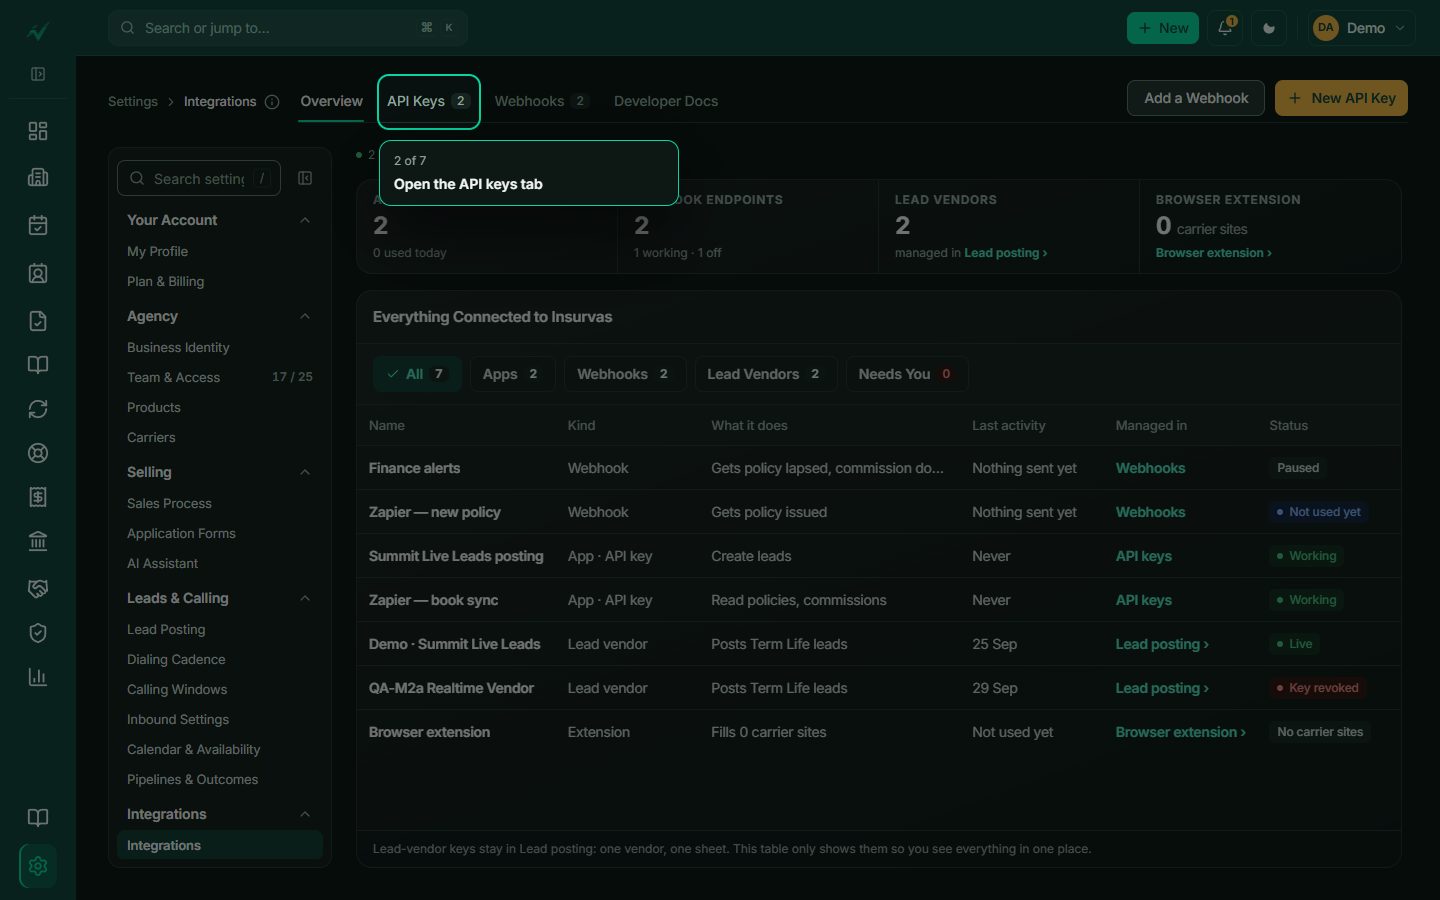 Search or jump to...
⌘ K
New
1
DA
Demo
Settings
Integrations
Overview
API Keys 2
Webhooks 2
Developer Docs
Add a Webhook
New API Key
2 of 7
Open the API keys tab
Search setting
/
Your Account
My Profile
Plan & Billing
Agency
Business Identity
Team & Access 17 / 25
Products
Carriers
Selling
Sales Process
Application Forms
AI Assistant
Leads & Calling
Lead Posting
Dialing Cadence
Calling Windows
Inbound Settings
Calendar & Availability
Pipelines & Outcomes
Integrations
Integrations
2
2
0 used today
ENDPOINTS
2
1 working · 1 off
LEAD VENDORS
2
managed in Lead posting ›
BROWSER EXTENSION
0 carrier sites
Browser extension ›
Everything Connected to Insurvas
All 7
Apps 2
Webhooks 2
Lead Vendors 2
Needs You 0
Name Kind What it does Last activity Managed in Status
Finance alerts Webhook Gets policy lapsed, commission do... Nothing sent yet Webhooks Paused
Zapier — new policy Webhook Gets policy issued Nothing sent yet Webhooks Not used yet
Summit Live Leads posting App · API key Create leads Never API keys Working
Zapier — book sync App · API key Read policies, commissions Never API keys Working
Demo · Summit Live Leads Lead vendor Posts Term Life leads 25 Sep Lead posting › Live
QA-M2a Realtime Vendor Lead vendor Posts Term Life leads 29 Sep Lead posting › Key revoked
Browser extension Extension Fills 0 carrier sites Not used yet Browser extension › No carrier sites
Lead-vendor keys stay in Lead posting: one vendor, one sheet. This table only shows them so you see everything in one place.